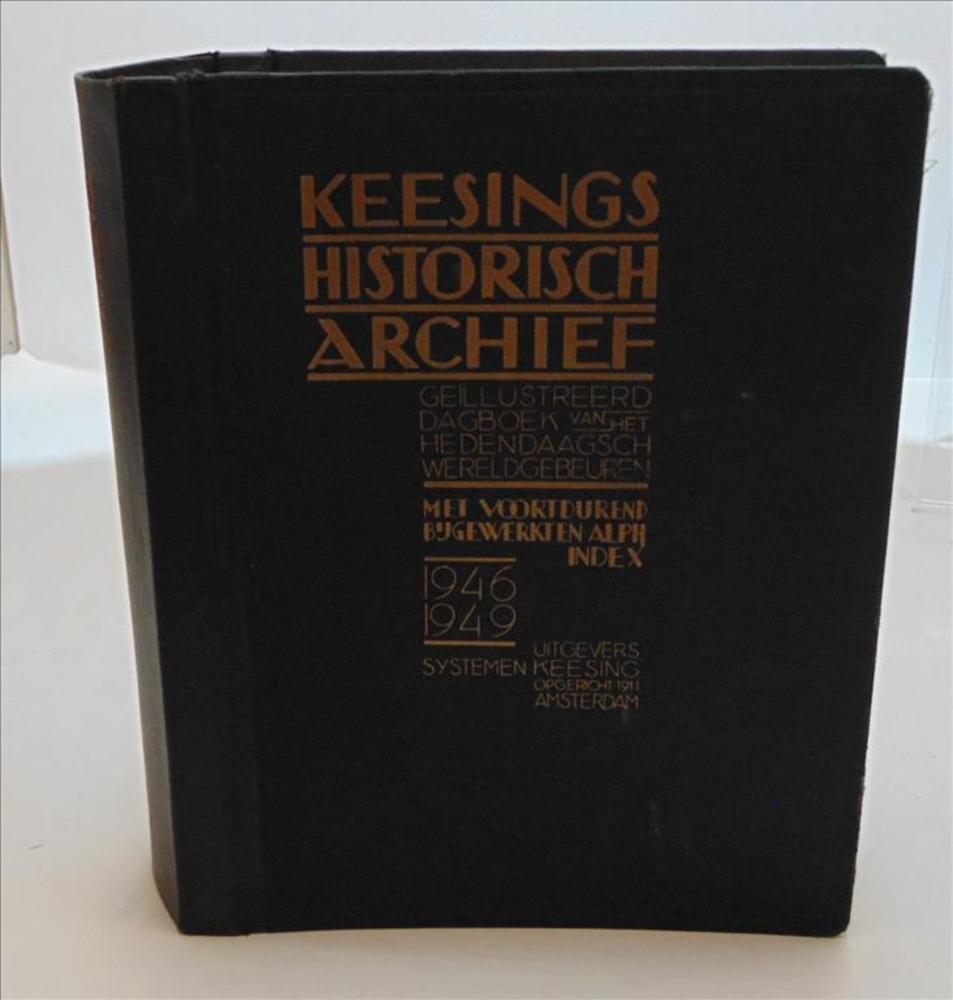 KEESINGS
HISTORISCH
ARCHIEF
GEÏLLUSTREERD
DAGBOEK VAN HET
HEDENDAAGSCH
WERELDGEBEUREN
MET VOORTDUREND
BIJGEWERKTEN ALPH
INDEX
1946
1949
UITGEVERS
SYSTEMEN KEESING
OPGERICHT 1911
AMSTERDAM